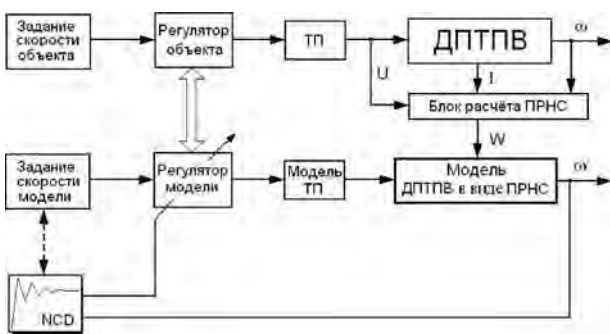 Задание
скорости
объекта
Регулятор
объекта
ТП
ДПТПВ
ω
U
I
Блок расчёта ПРНС
W
Задание
скорости
модели
Регулятор
модели
Модель
ТП
Модель
ДПТПВ в виде ПРНС
ω'
NCD